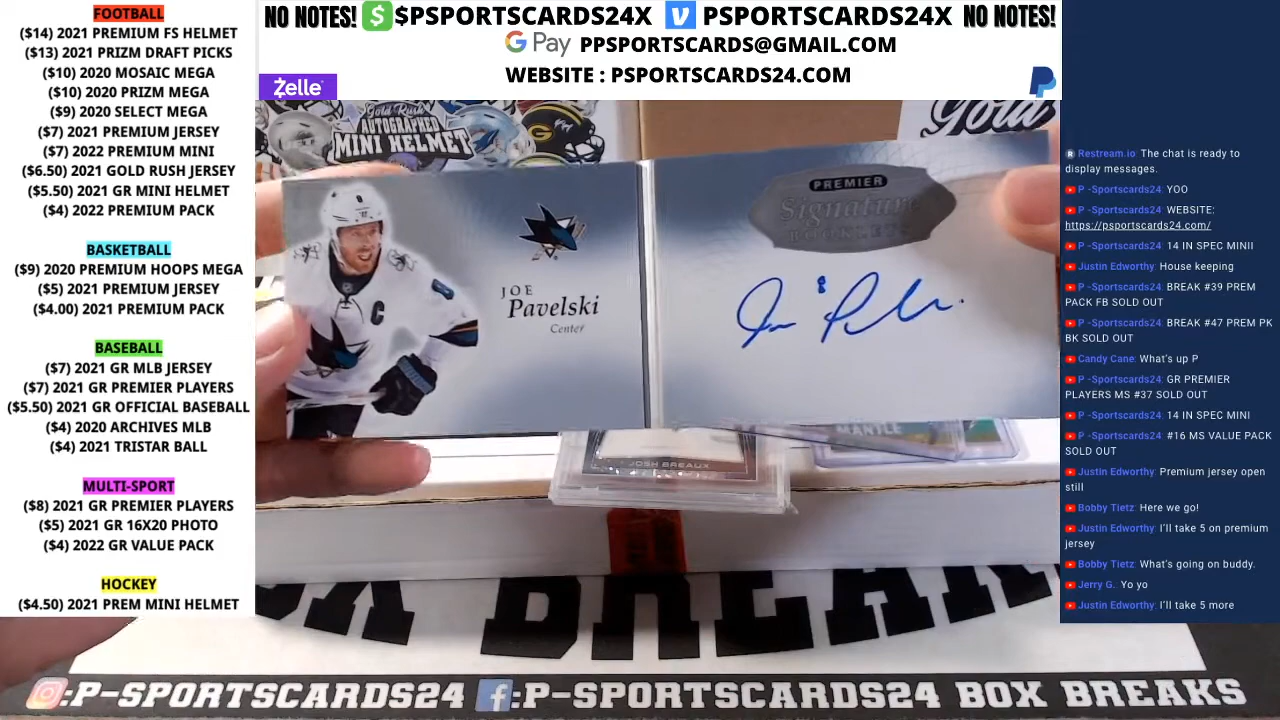 FOOTBALL
($14) 2021 PREMIUM FS HELMET
($13) 2021 PRIZM DRAFT PICKS
($10) 2020 MOSAIC MEGA
($10) 2020 PRIZM MEGA
($9) 2020 SELECT MEGA
($7) 2021 PREMIUM JERSEY
($7) 2022 PREMIUM MINI
($6.50) 2021 GOLD RUSH JERSEY
($5.50) 2021 GR MINI HELMET
($4) 2022 PREMIUM PACK
BASKETBALL
($9) 2020 PREMIUM HOOPS MEGA
($5) 2021 PREMIUM JERSEY
($4.00) 2021 PREMIUM PACK
BASEBALL
($7) 2021 GR MLB JERSEY
($7) 2021 GR PREMIER PLAYERS
($5.50) 2021 GR OFFICIAL BASEBALL
($4) 2020 ARCHIVES MLB
($4) 2021 TRISTAR BALL
MULTI-SPORT
($8) 2021 GR PREMIER PLAYERS
($5) 2021 GR 16X20 PHOTO
($4) 2022 GR VALUE PACK
HOCKEY
($4.50) 2021 PREM MINI HELMET
NO NOTES! $PSPORTSCARDS24X PSPORTSCARDS24X NO NOTES!
G Pay PPSPORTSCARDS@GMAIL.COM
WEBSITE : PSPORTSCARDS24.COM
Zelle
Gold Rush
AUTOGRAPHED
MINI HELMET
Gold
JOE
Pavelski
Center
C
8
PREMIER
Signature
BOOKLETS
JOSH BREAUX
MANTLE
BOX BREAKS
:P-SPORTSCARDS24 :P-SPORTSCARDS24 BOX BREAKS
Restream.io: The chat is ready to
display messages.
P -Sportscards24: YOO
P -Sportscards24: WEBSITE:
https://psportscards24.com/
P -Sportscards24: 14 IN SPEC MINII
Justin Edworthy: House keeping
P -Sportscards24: BREAK #39 PREM
PACK FB SOLD OUT
P -Sportscards24: BREAK #47 PREM PK
BK SOLD OUT
Candy Cane: What's up P
P -Sportscards24: GR PREMIER
PLAYERS MS #37 SOLD OUT
P -Sportscards24: 14 IN SPEC MINI
P -Sportscards24: #16 MS VALUE PACK
SOLD OUT
Justin Edworthy: Premium jersey open
still
Bobby Tietz: Here we go!
Justin Edworthy: I'll take 5 on premium
jersey
Bobby Tietz: What's going on buddy.
Jerry G.: Yo yo
Justin Edworthy: I'll take 5 more